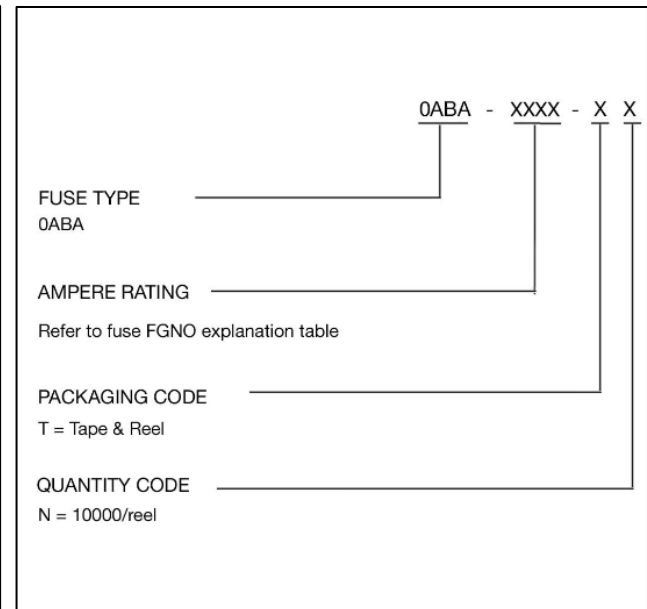 0ABA - XXXX - X X
FUSE TYPE
0ABA
AMPERE RATING
Refer to fuse FGNO explanation table
PACKAGING CODE
T = Tape & Reel
QUANTITY CODE
N = 10000/reel